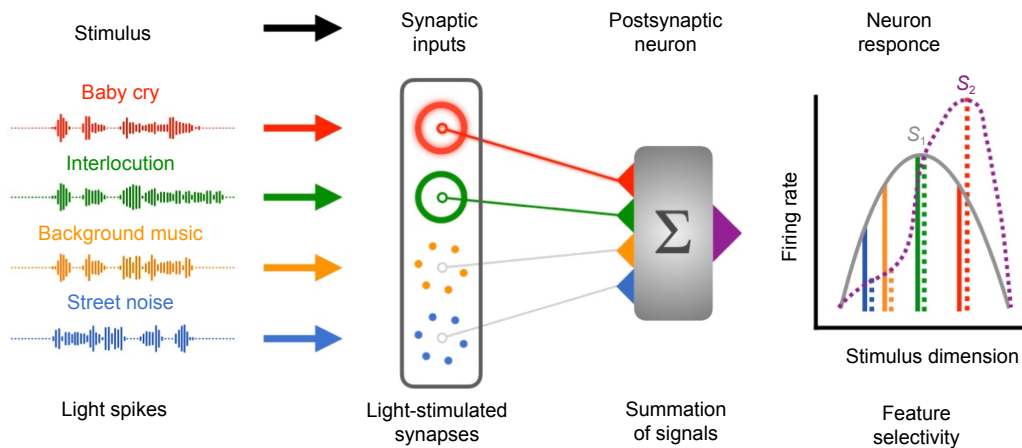 Stimulus
Synaptic
inputs
Postsynaptic
neuron
Neuron
responce
Baby cry
Interlocution
Background music
Street noise
Σ
S2
S1
Firing rate
Stimulus dimension
Light spikes
Light-stimulated
synapses
Summation
of signals
Feature
selectivity